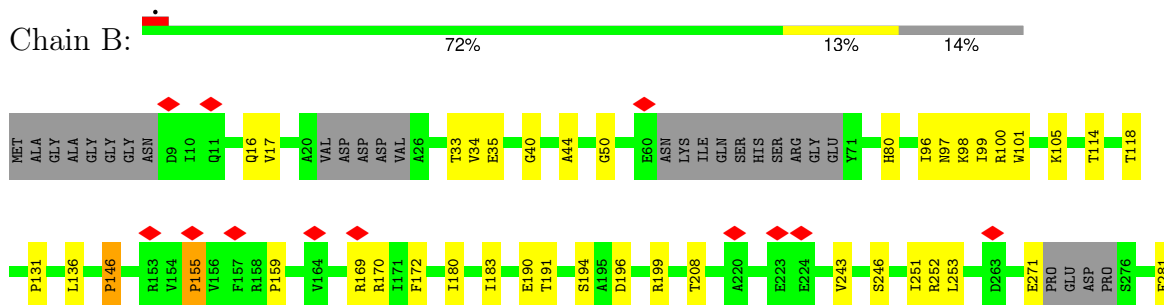 Chain B:
72% 13% 14%
MET ALA GLY ALA GLY GLY GLY ASN D9 I10 Q11 Q16 V17 A20 VAL ASP ASP ASP VAL A26 T33 V34 E35 G40 A44 G50 E60 ASN LYS ILE GLN SER HIS SER ARG GLY GLU Y71 H80 I96 N97 K98 I99 R100 W101 K105 T114 T118
P131 L136 P146 R153 V154 P155 V156 F157 R158 P159 V164 R169 R170 I171 F172 I180 I183 E190 T191 S194 A195 D196 R199 T208 A220 E223 E224 V243 S246 I251 R252 L253 D263 E271 PRO GLU ASP PRO S276